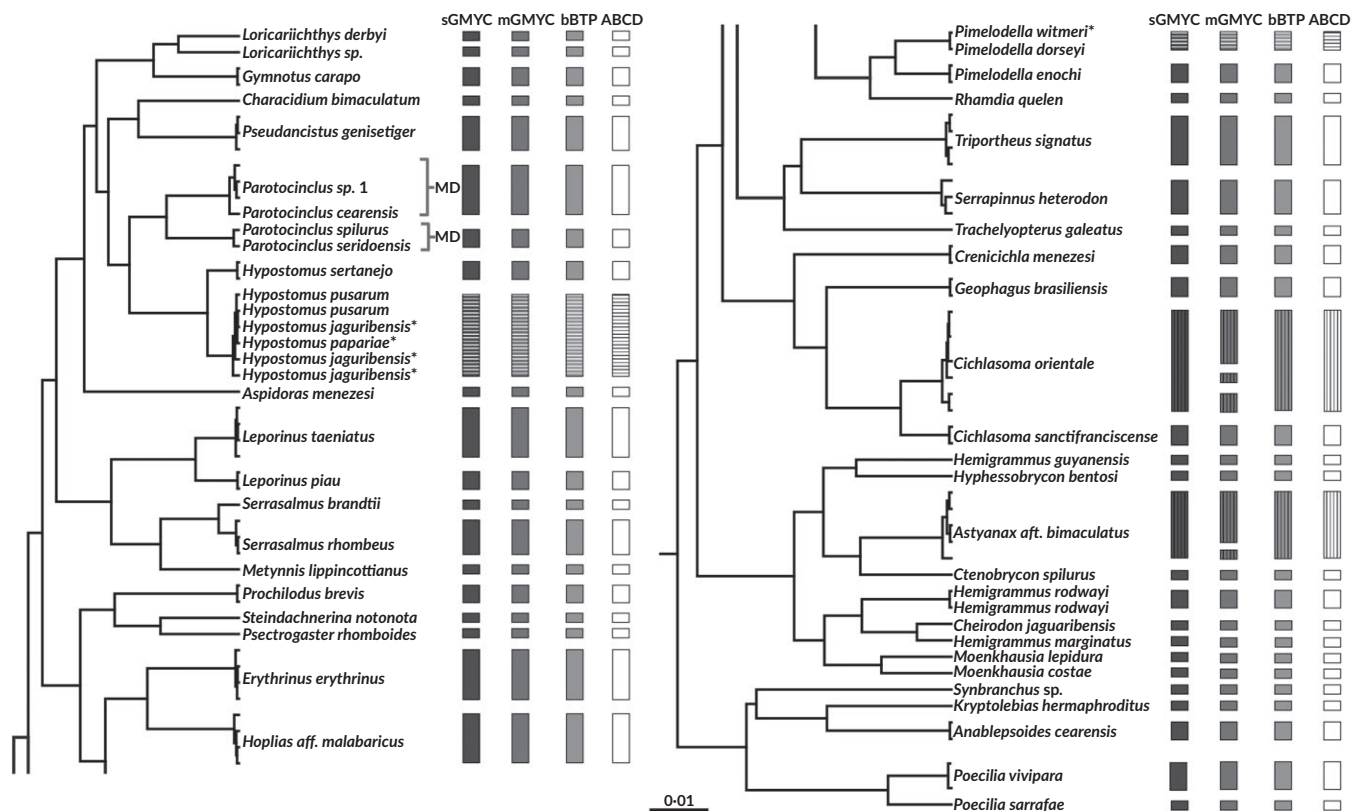 sGMYC mGMYC bBTP ABCD
Loricariichthys derbyi
Loricariichthys sp.
Gymnotus carapo
Characidium bimaculatum
Pseudancistus genisetiger
Parotocinclus sp. 1
MD
Parotocinclus cearensis
Parotocinclus spilurus
MD
Parotocinclus seridoensis
Hypostomus sertanejo
Hypostomus pusarum
Hypostomus pusarum
Hypostomus jaguribensis*
Hypostomus papariae*
Hypostomus jaguribensis*
Hypostomus jaguribensis*
Aspidoras menezesi
Leporinus taeniatus
Leporinus piau
Serrasalmus brandtii
Serrasalmus rhombeus
Metynnis lippincottianus
Prochilodus brevis
Steindachnerina notonota
Psectrogaster rhomboides
Erythrinus erythrinus
Hoplias aff. malabaricus
sGMYC mGMYC bBTP ABCD
Pimelodella witmeri*
Pimelodella dorseyi
Pimelodella enochi
Rhamdia quelen
Triportheus signatus
Serrapinnus heterodon
Trachelyopterus galeatus
Crenicichla menezesi
Geophagus brasiliensis
Cichlasoma orientale
Cichlasoma sanctifranciscense
Hemigrammus guyanensis
Hyphessobrycon bentosi
Astyanax aft. bimaculatus
Ctenobrycon spilurus
Hemigrammus rodwayi
Hemigrammus rodwayi
Cheirodon jaguaribensis
Hemigrammus marginatus
Moenkhausia lepidura
Moenkhausia costae
Synbranchus sp.
Kryptolebias hermaphroditus
Anablepsoides cearensis
Poecilia vivipara
Poecilia sarrafae
0·01